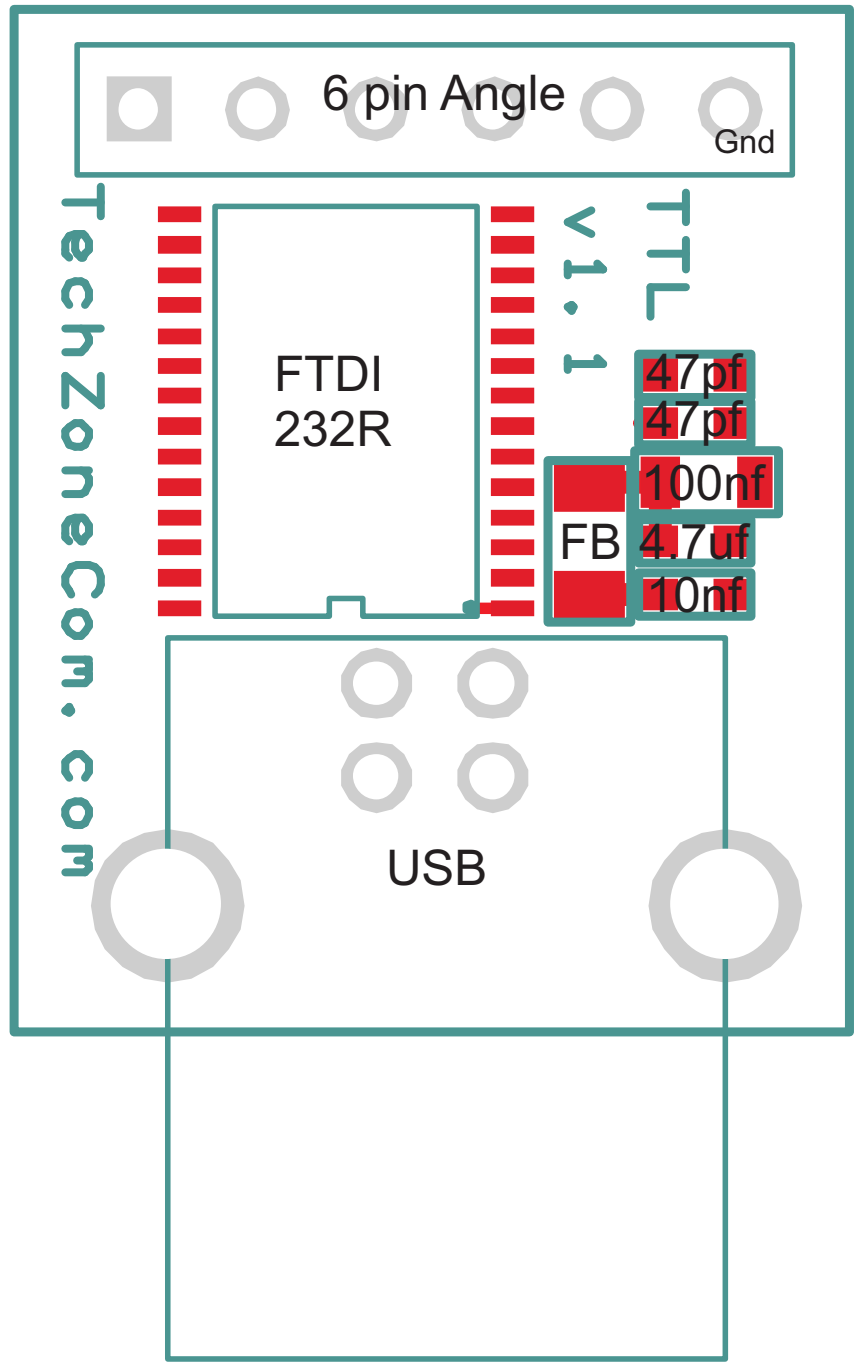 6 pin Angle
Gnd
TechZoneCom.com
TTL
v1.1
FTDI
232R
47pf
47pf
100nf
FB
4.7uf
10nf
USB